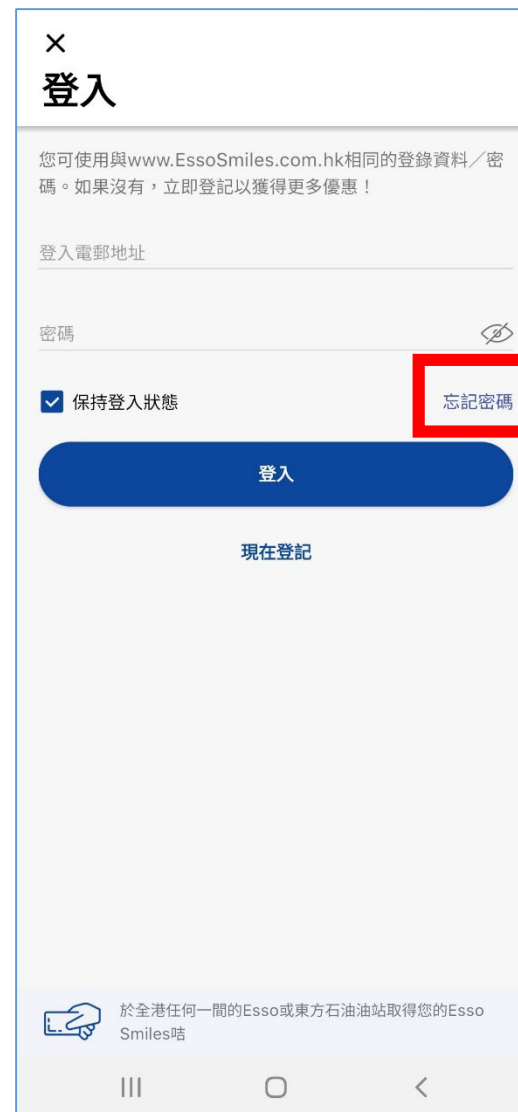 登入
您可使用與www.EssoSmiles.com.hk相同的登錄資料／密
碼。如果沒有，立即登記以獲得更多優惠！
登入電郵地址
密碼
保持登入狀態
忘記密碼
登入
現在登記
於全港任何一間的Esso或東方石油油站取得您的Esso
Smiles咭